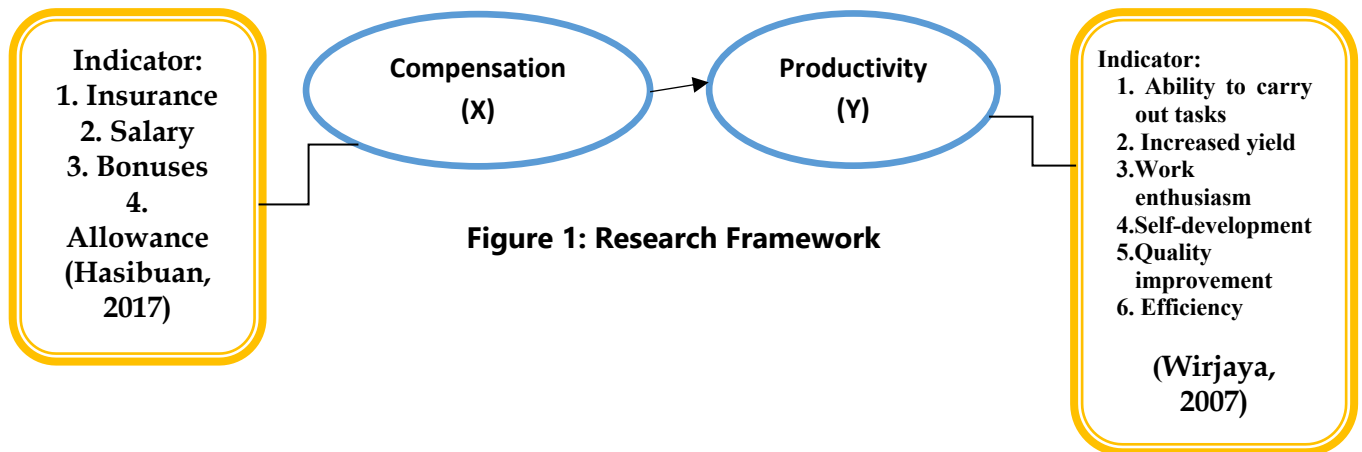 Indicator:
1. Insurance
2. Salary
3. Bonuses
4.
Allowance
(Hasibuan,
2017)
Compensation
(X)
Productivity
(Y)
Indicator:
1. Ability to carry
out tasks
2. Increased yield
3.Work
enthusiasm
4.Self-development
5.Quality
improvement
6. Efficiency
(Wirjaya,
2007)
Figure 1: Research Framework